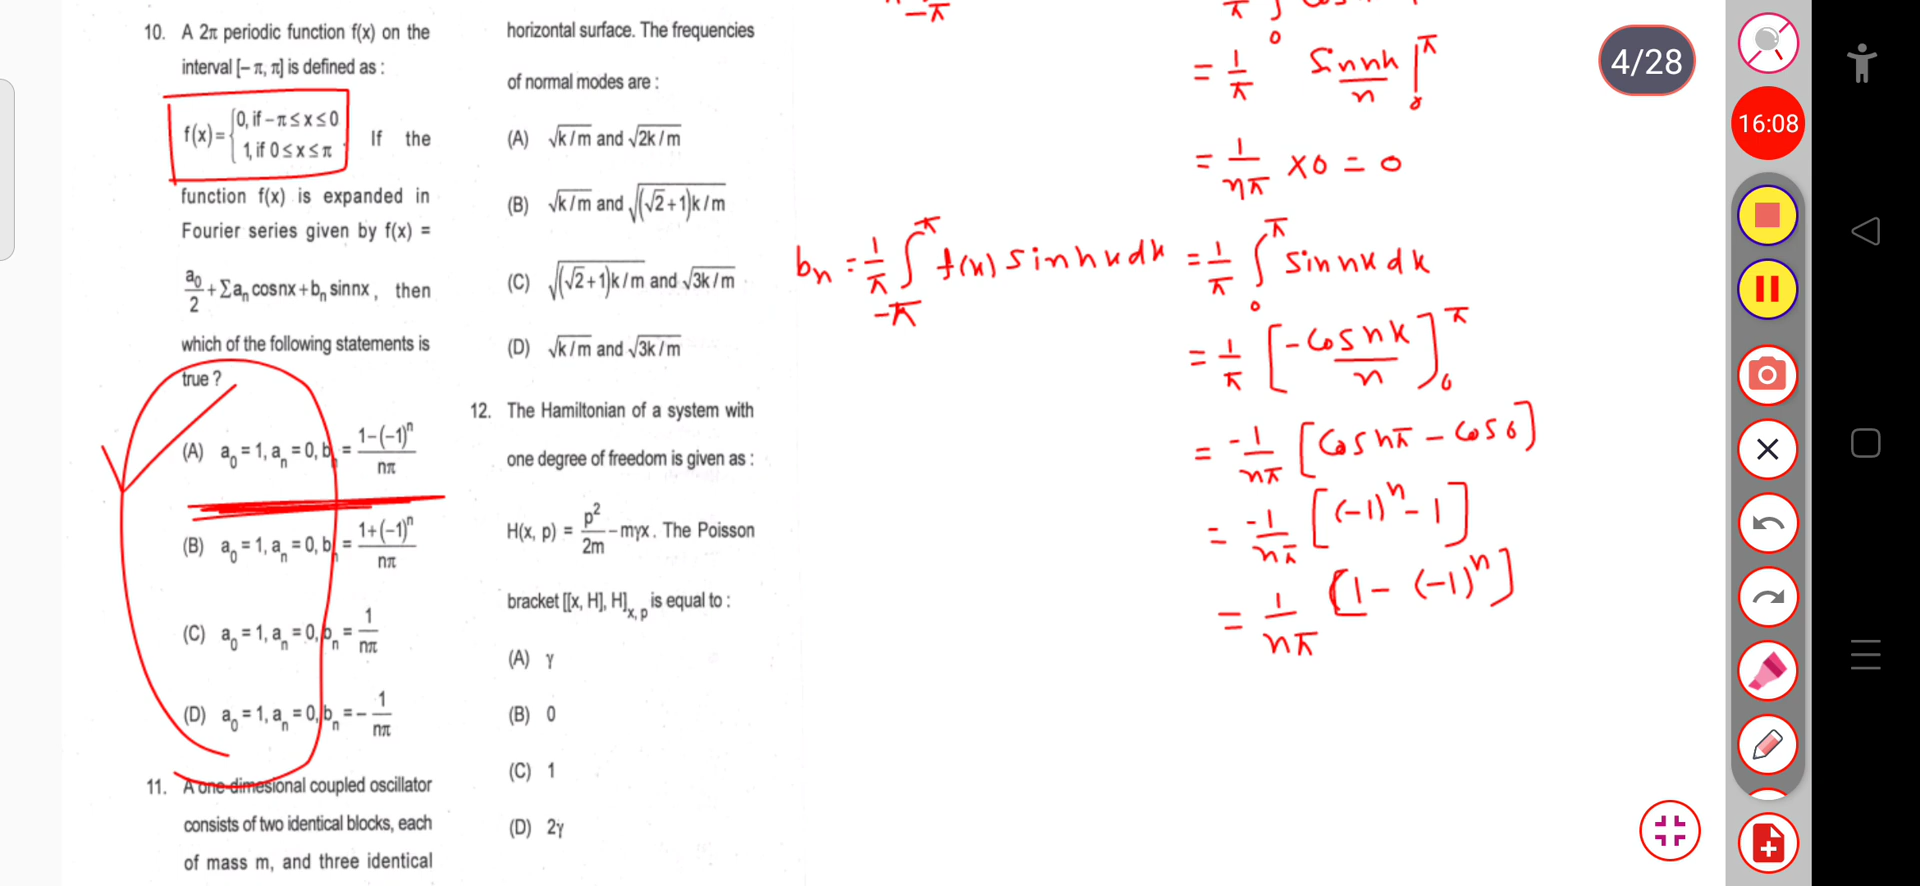 10. A 2π periodic function f(x) on the
interval [– π, π] is defined as :
f(x) = { 0, if – π ≤ x ≤ 0
1, if 0 ≤ x ≤ π
If the
function f(x) is expanded in
Fourier series given by f(x) =
a₀/2 + Σaₙ cosnx + bₙ sinnx , then
which of the following statements is
true ?
(A) a₀ = 1, aₙ = 0, b = 1–(–1)ⁿ/nπ
(B) a₀ = 1, aₙ = 0, b = 1+(–1)ⁿ/nπ
(C) a₀ = 1, aₙ = 0, bₙ = 1/nπ
(D) a₀ = 1, aₙ = 0, bₙ = – 1/nπ
11. A one dimesional coupled oscillator
consists of two identical blocks, each
of mass m, and three identical
horizontal surface. The frequencies
of normal modes are :
(A) √k/m and √2k/m
(B) √k/m and √(√2+1)k/m
(C) √(√2+1)k/m and √3k/m
(D) √k/m and √3k/m
12. The Hamiltonian of a system with
one degree of freedom is given as :
H(x, p) = p²/2m – mγx . The Poisson
bracket [[x, H], H]ₓ, ₚ is equal to :
(A) γ
(B) 0
(C) 1
(D) 2γ
–π
= 1/π sinnx/n |₀^π
= 1/nπ × 0 = 0
bₙ = 1/π ∫_–π^π f(x) sinnx dx = 1/π ∫₀^π sinnx dx
= 1/π [–cosnx/n]₀^π
= –1/nπ [cosnπ – cos0]
= –1/nπ [(–1)ⁿ – 1]
= 1/nπ [1 – (–1)ⁿ]
4/28
16:08